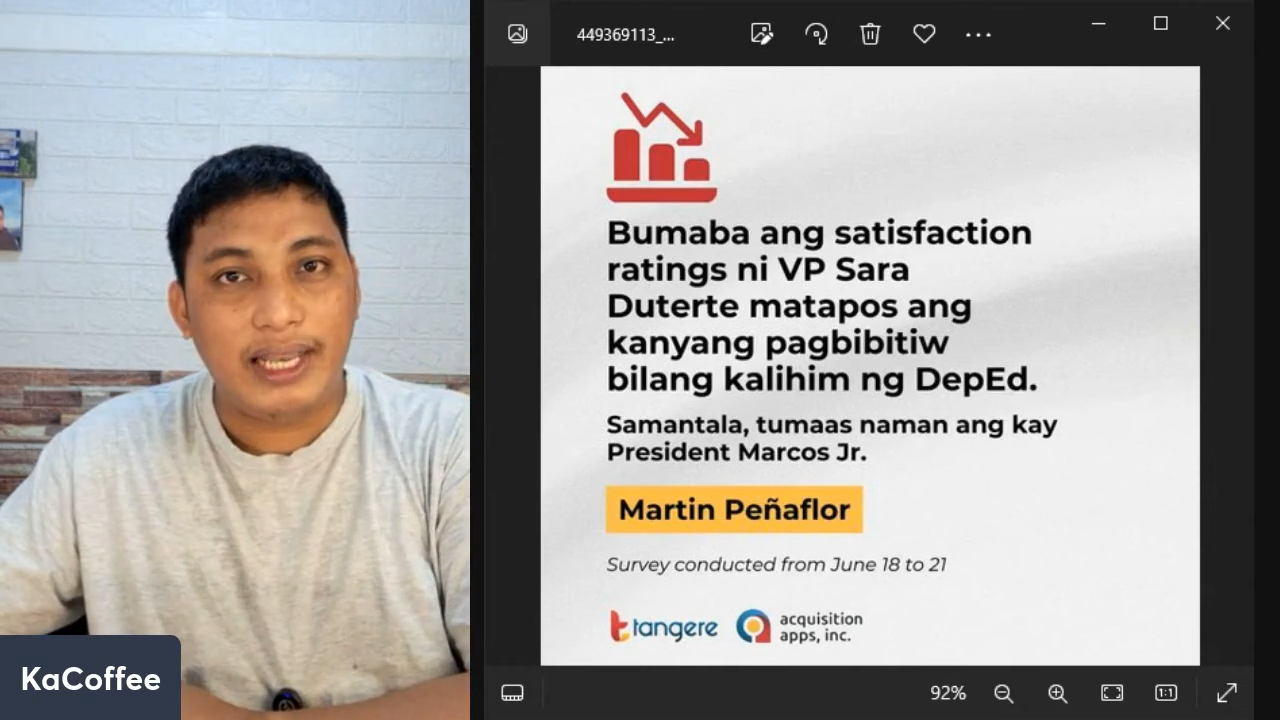 449369113_...
Bumaba ang satisfaction
ratings ni VP Sara
Duterte matapos ang
kanyang pagbibitiw
bilang kalihim ng DepEd.
Samantala, tumaas naman ang kay
President Marcos Jr.
Martin Peñaflor
Survey conducted from June 18 to 21
tangere
acquisition
apps, inc.
KaCoffee
92%
1:1